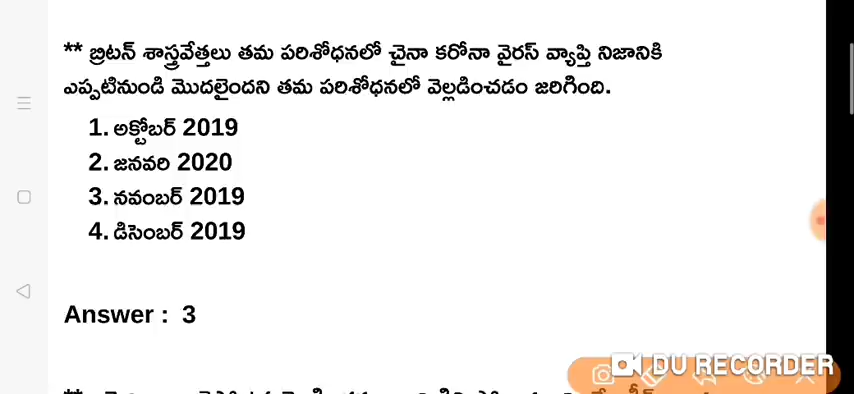 ** బ్రిటన్ శాస్త్రవేత్తలు తమ పరిశోధనలో చైనా కరోనా వైరస్ వ్యాప్తి నిజానికి
ఎప్పటినుండి మొదలైందని తమ పరిశోధనలో వెల్లడించడం జరిగింది.
1. అక్టోబర్ 2019
2. జనవరి 2020
3. నవంబర్ 2019
4. డిసెంబర్ 2019
Answer : 3
DU RECORDER